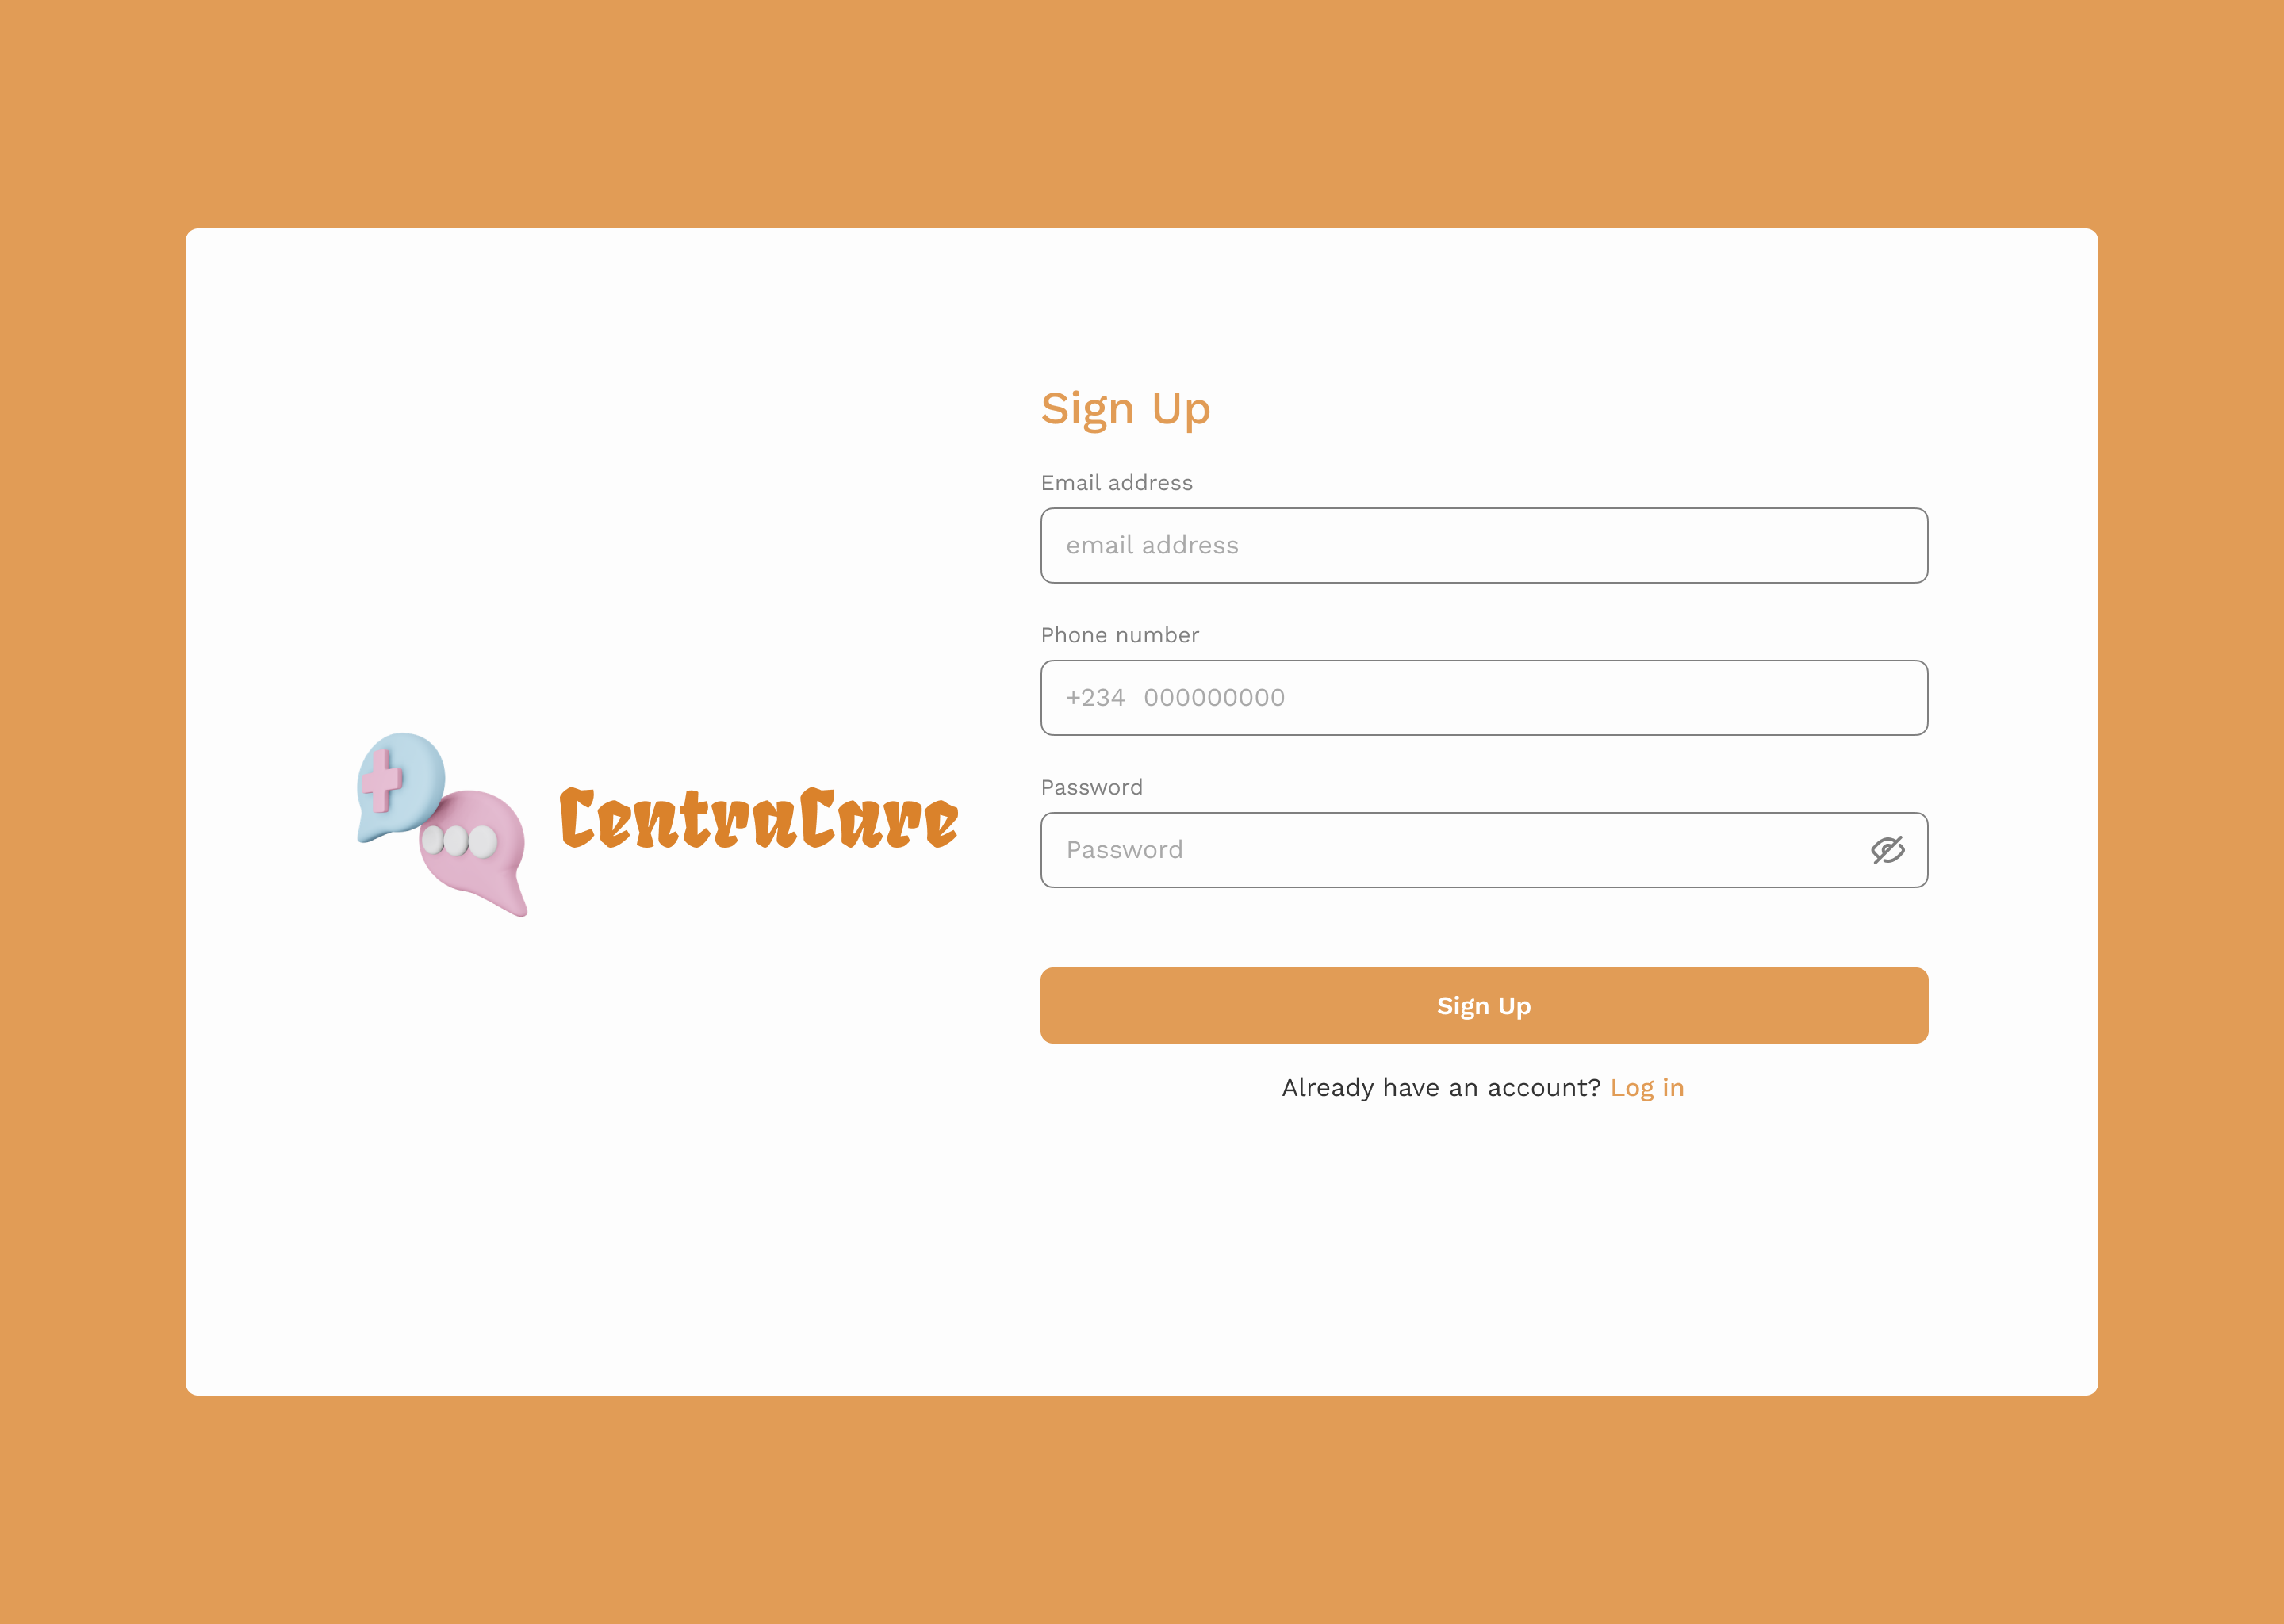 Sign Up
Email address
email address
Phone number
+234 000000000
CentraCare
Password
Password
Sign Up
Already have an account? Log in